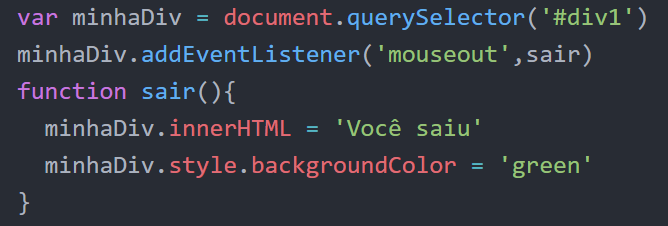 var minhaDiv = document.querySelector('#div1')
minhaDiv.addEventListener('mouseout',sair)
function sair(){
  minhaDiv.innerHTML = 'Você saiu'
  minhaDiv.style.backgroundColor = 'green'
}